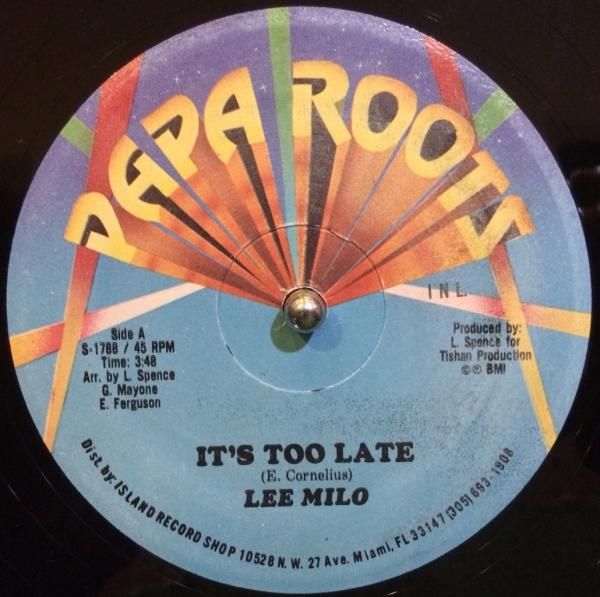 PAPA ROOTS
I N L.
Side A
S-1788 / 45 RPM
Time: 3:48
Arr. by L. Spence
G. Mayone
E. Ferguson
Produced by:
L. Spence for
Tishan Production
©℗ BMI
IT'S TOO LATE
(E. Cornelius)
LEE MILO
Dist. by: ISLAND RECORD SHOP 10528 N. W. 27 Ave. Miami, FL 33147 (305) 693-1908